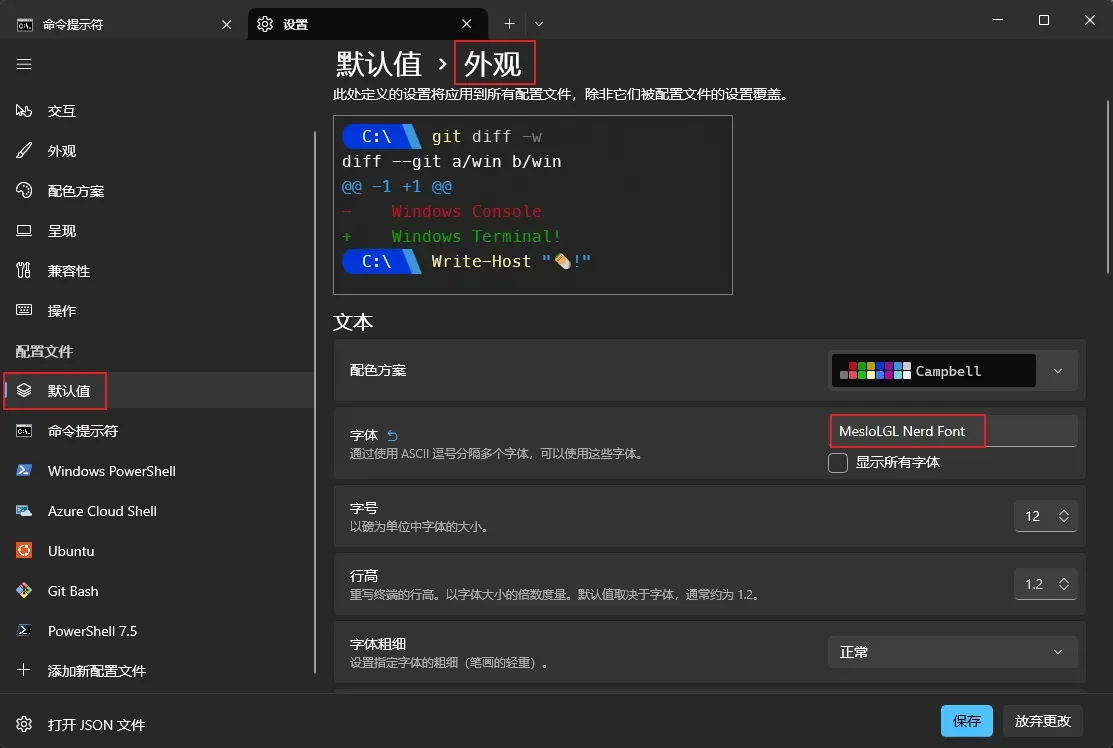 命令提示符
设置
默认值 › 外观
此处定义的设置将应用到所有配置文件，除非它们被配置文件的设置覆盖。
交互
外观
配色方案
呈现
兼容性
操作
配置文件
默认值
命令提示符
Windows PowerShell
Azure Cloud Shell
Ubuntu
Git Bash
PowerShell 7.5
添加新配置文件
打开 JSON 文件
C:\ git diff -w
diff --git a/win b/win
@@ -1 +1 @@
- Windows Console
+ Windows Terminal!
C:\ Write-Host "✏️!"
文本
配色方案
Campbell
字体
通过使用 ASCII 逗号分隔多个字体，可以使用这些字体。
MesloLGL Nerd Font
显示所有字体
字号
以磅为单位中字体的大小。
12
行高
重写终端的行高。以字体大小的倍数度量。默认值取决于字体，通常约为 1.2。
1.2
字体粗细
设置指定字体的粗细（笔画的轻重）。
正常
保存
放弃更改